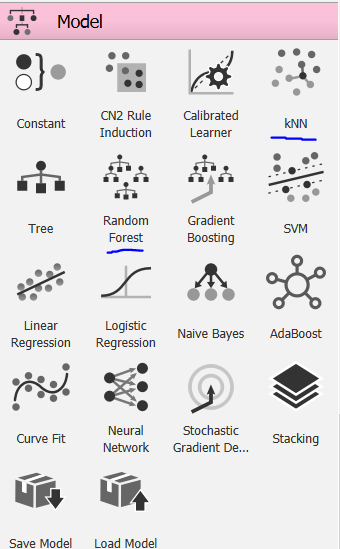 Model
Constant
CN2 Rule
Induction
Calibrated
Learner
kNN
Tree
Random
Forest
Gradient
Boosting
SVM
Linear
Regression
Logistic
Regression
Naive Bayes
AdaBoost
Curve Fit
Neural
Network
Stochastic
Gradient De...
Stacking
Save Model
Load Model